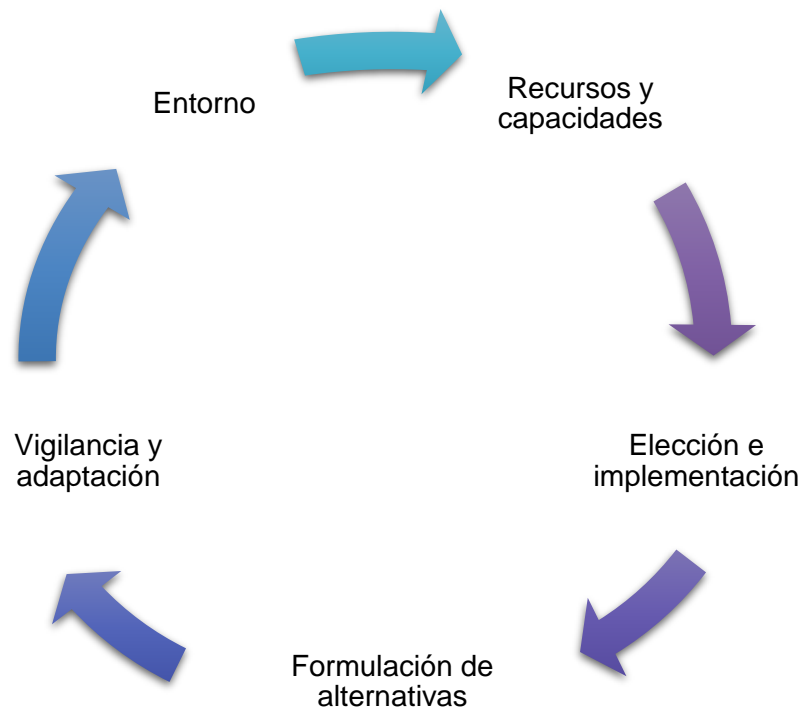 Entorno
Recursos y
capacidades
Elección e
implementación
Formulación de
alternativas
Vigilancia y
adaptación